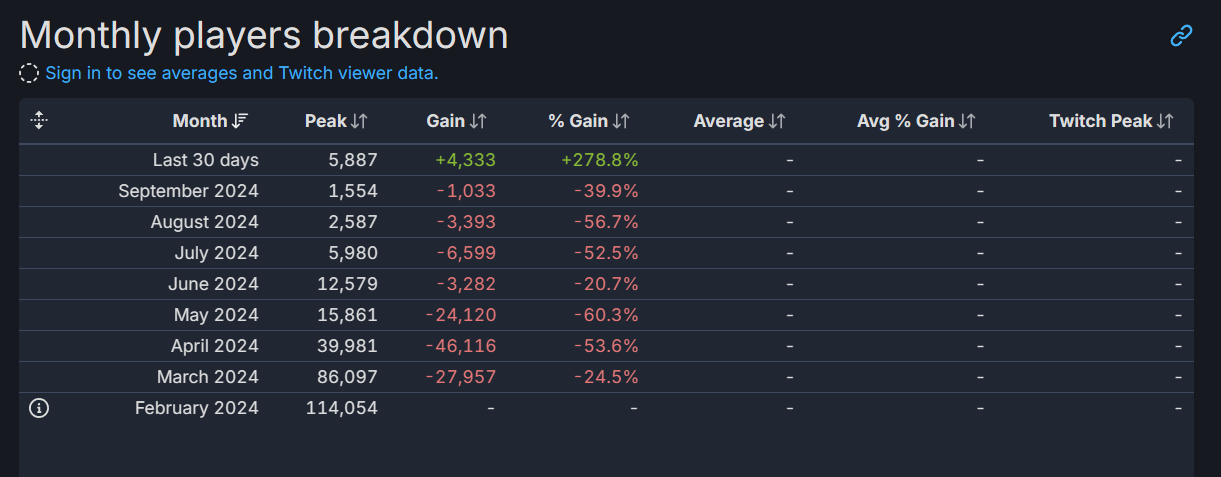 Monthly players breakdown
Sign in to see averages and Twitch viewer data.
Month Peak Gain % Gain Average Avg % Gain Twitch Peak
Last 30 days 5,887 +4,333 +278.8% - - -
September 2024 1,554 -1,033 -39.9% - - -
August 2024 2,587 -3,393 -56.7% - - -
July 2024 5,980 -6,599 -52.5% - - -
June 2024 12,579 -3,282 -20.7% - - -
May 2024 15,861 -24,120 -60.3% - - -
April 2024 39,981 -46,116 -53.6% - - -
March 2024 86,097 -27,957 -24.5% - - -
February 2024 114,054 - - - - -